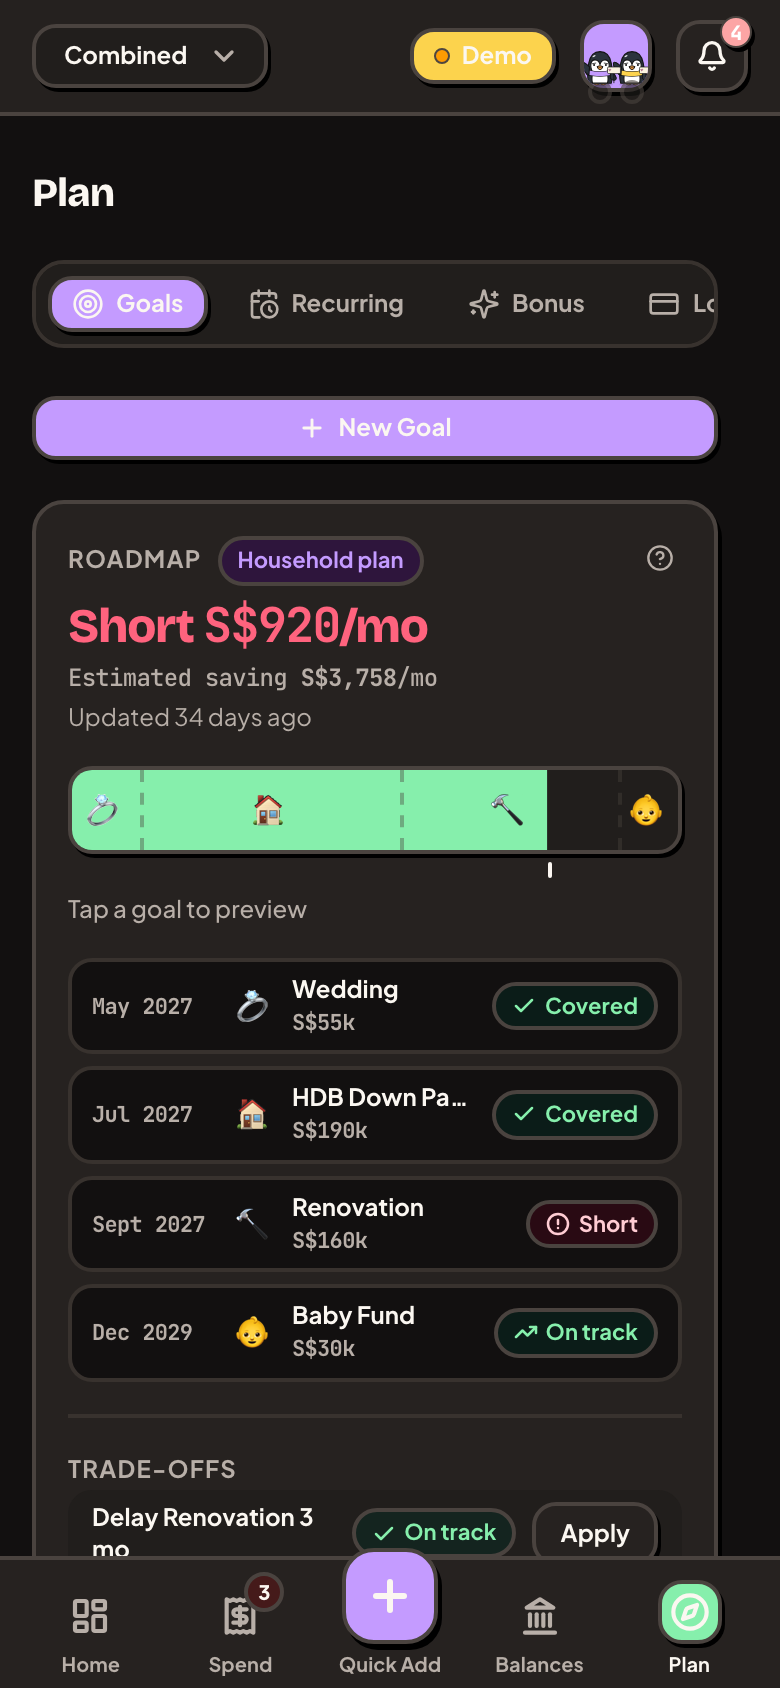 Combined
Demo
4
Plan
Goals
Recurring
Bonus
Lo
+ New Goal
ROADMAP
Household plan
Short S$920/mo
Estimated saving S$3,758/mo
Updated 34 days ago
Tap a goal to preview
May 2027
Wedding
S$55k
Covered
Jul 2027
HDB Down Pa...
S$190k
Covered
Sept 2027
Renovation
S$160k
Short
Dec 2029
Baby Fund
S$30k
On track
TRADE-OFFS
Delay Renovation 3
mo
On track
Apply
Home
3
Spend
Quick Add
Balances
Plan